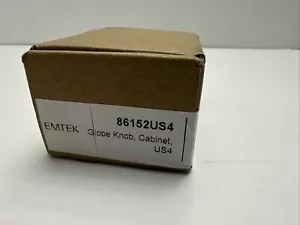 EMTEK
86152US4
Globe Knob, Cabinet,
US4